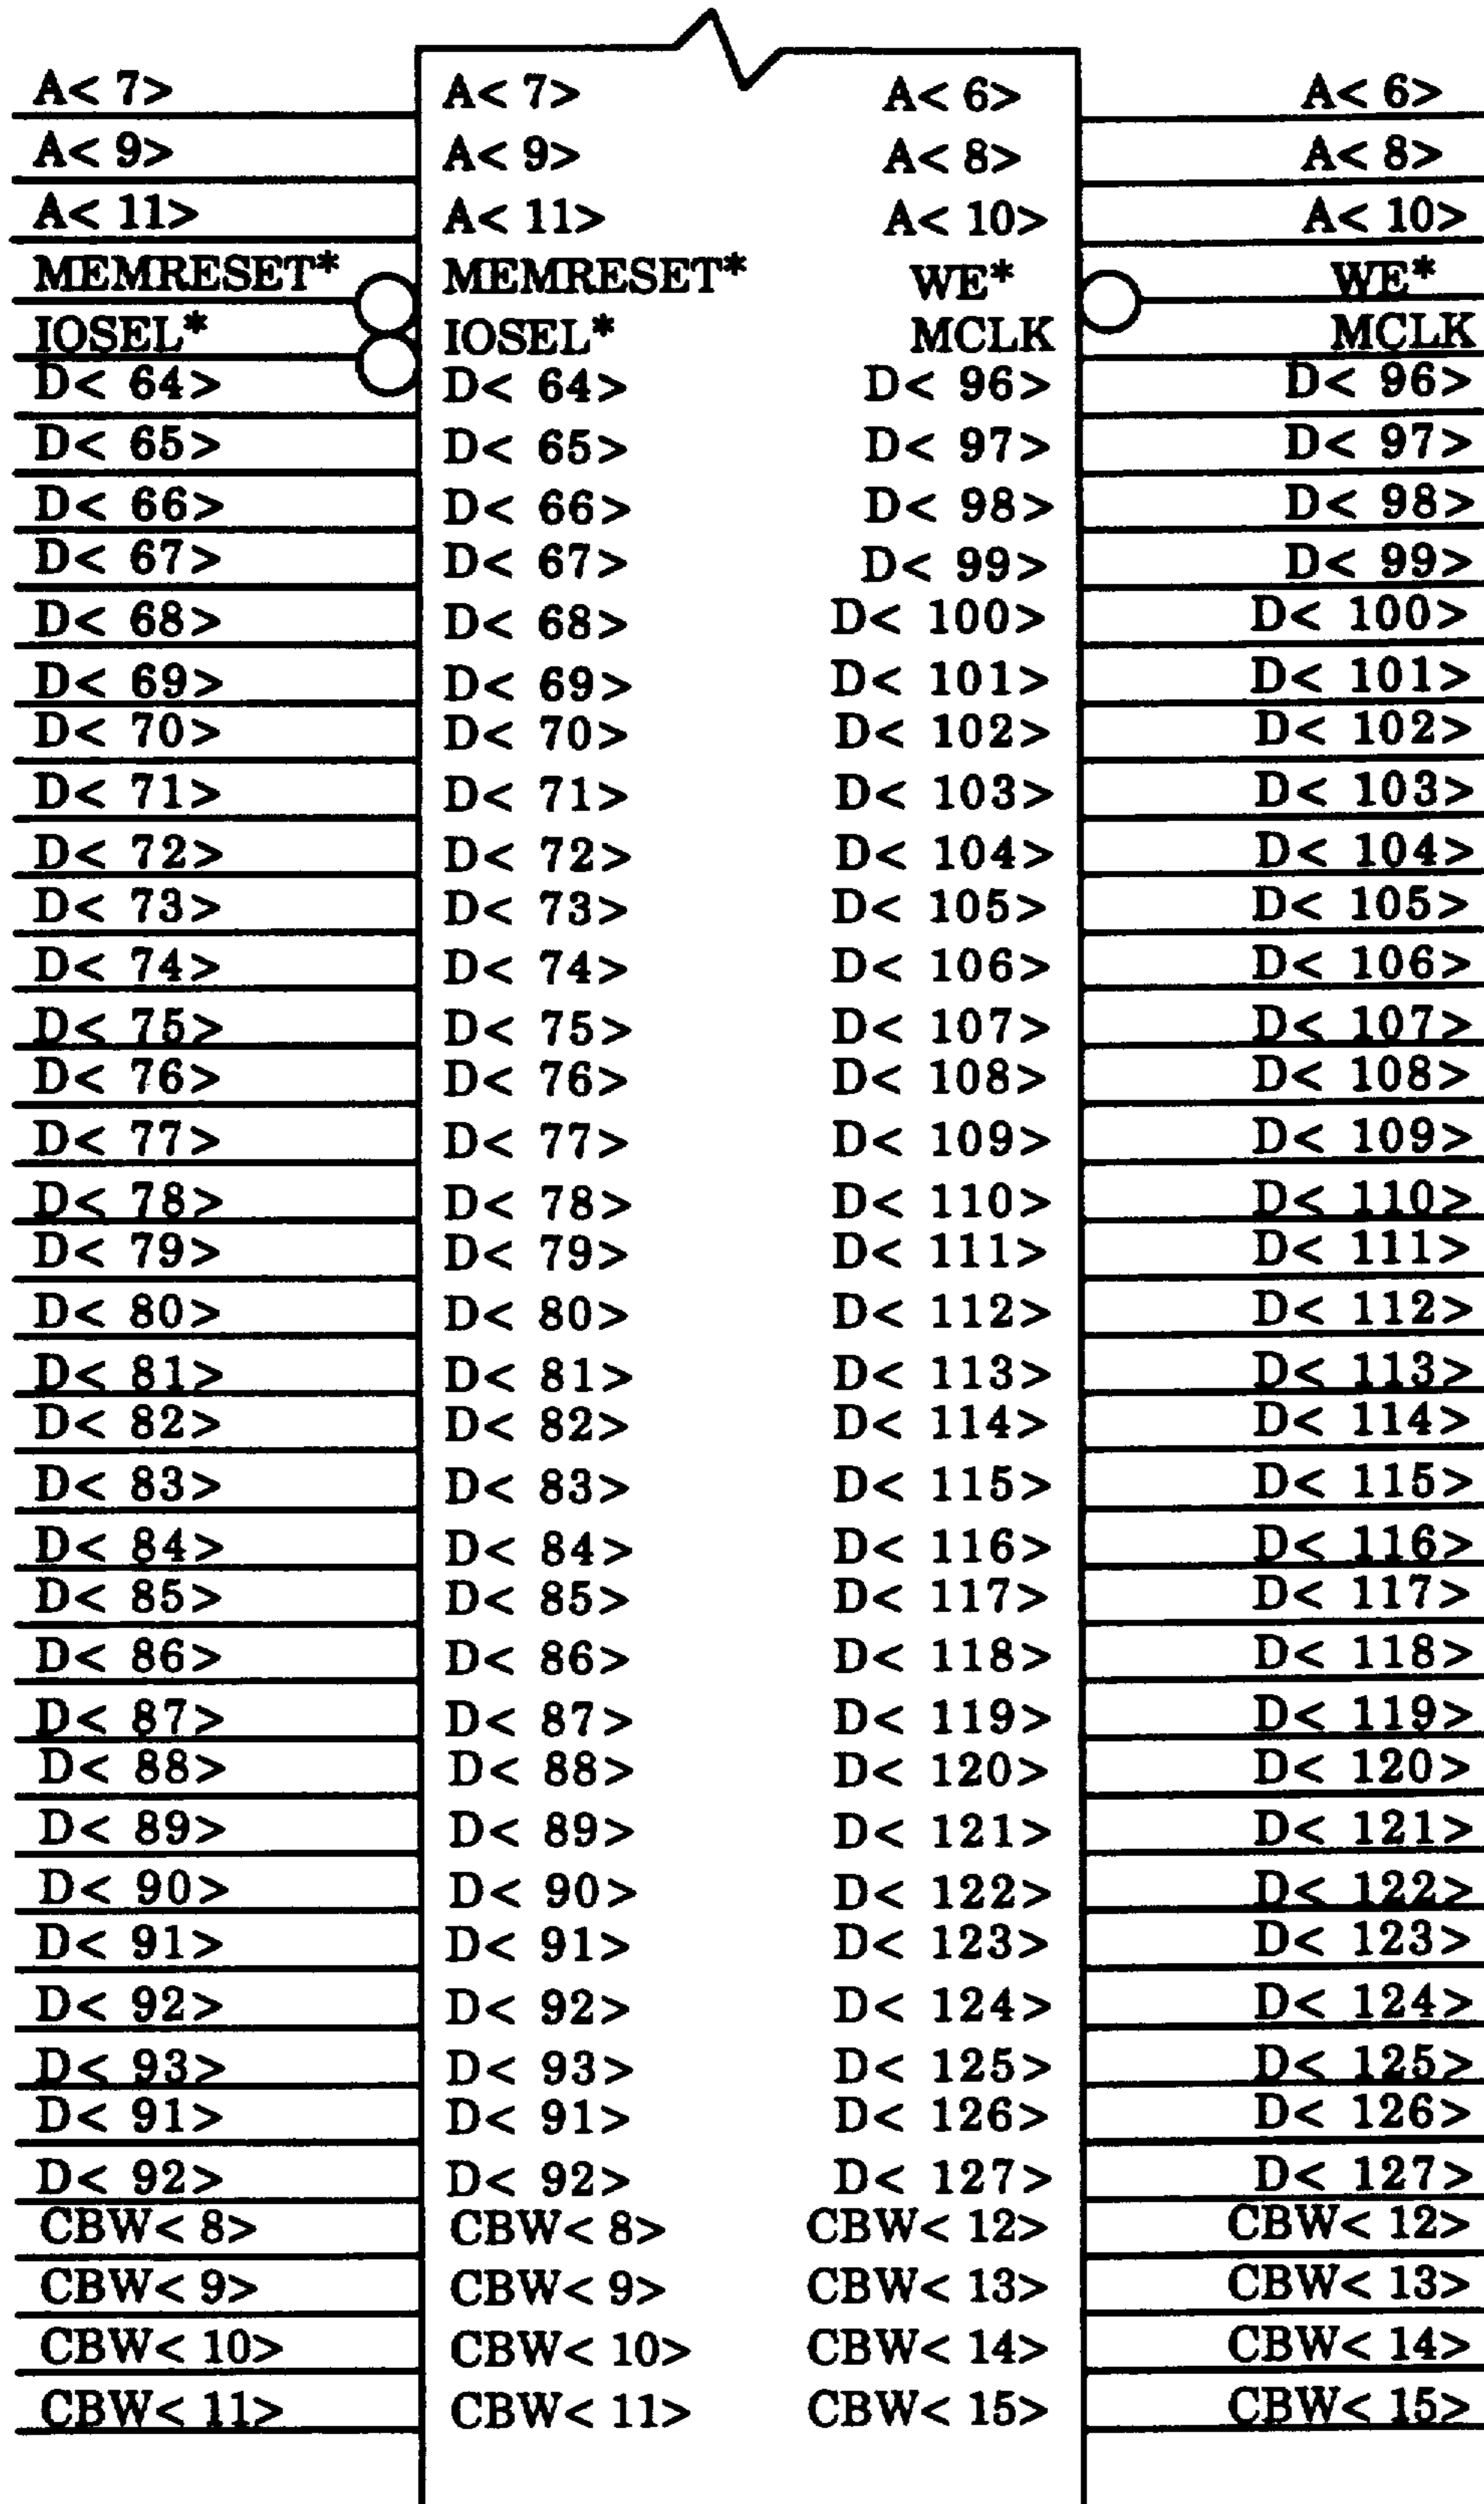 A< 7> A< 7> A< 6> A< 6>
A< 9> A< 9> A< 8> A< 8>
A< 11> A< 11> A< 10> A< 10>
MEMRESET* MEMRESET* WE* WE*
IOSEL* IOSEL* MCLK MCLK
D< 64> D< 64> D< 96> D< 96>
D< 65> D< 65> D< 97> D< 97>
D< 66> D< 66> D< 98> D< 98>
D< 67> D< 67> D< 99> D< 99>
D< 68> D< 68> D< 100> D< 100>
D< 69> D< 69> D< 101> D< 101>
D< 70> D< 70> D< 102> D< 102>
D< 71> D< 71> D< 103> D< 103>
D< 72> D< 72> D< 104> D< 104>
D< 73> D< 73> D< 105> D< 105>
D< 74> D< 74> D< 106> D< 106>
D< 75> D< 75> D< 107> D< 107>
D< 76> D< 76> D< 108> D< 108>
D< 77> D< 77> D< 109> D< 109>
D< 78> D< 78> D< 110> D< 110>
D< 79> D< 79> D< 111> D< 111>
D< 80> D< 80> D< 112> D< 112>
D< 81> D< 81> D< 113> D< 113>
D< 82> D< 82> D< 114> D< 114>
D< 83> D< 83> D< 115> D< 115>
D< 84> D< 84> D< 116> D< 116>
D< 85> D< 85> D< 117> D< 117>
D< 86> D< 86> D< 118> D< 118>
D< 87> D< 87> D< 119> D< 119>
D< 88> D< 88> D< 120> D< 120>
D< 89> D< 89> D< 121> D< 121>
D< 90> D< 90> D< 122> D< 122>
D< 91> D< 91> D< 123> D< 123>
D< 92> D< 92> D< 124> D< 124>
D< 93> D< 93> D< 125> D< 125>
D< 91> D< 91> D< 126> D< 126>
D< 92> D< 92> D< 127> D< 127>
CBW< 8> CBW< 8> CBW< 12> CBW< 12>
CBW< 9> CBW< 9> CBW< 13> CBW< 13>
CBW< 10> CBW< 10> CBW< 14> CBW< 14>
CBW< 11> CBW< 11> CBW< 15> CBW< 15>